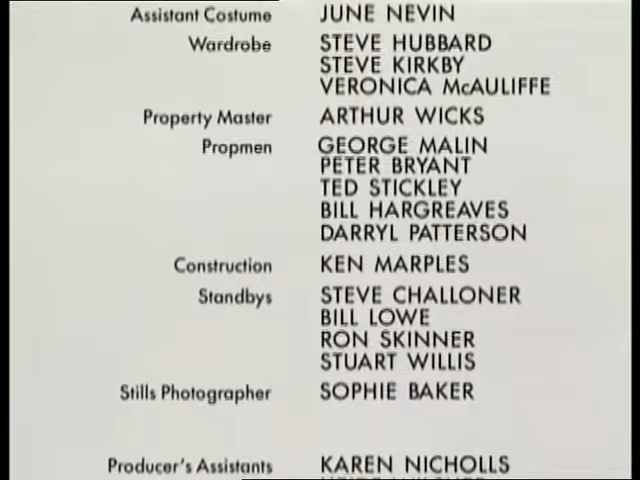 Assistant Costume JUNE NEVIN
Wardrobe STEVE HUBBARD
STEVE KIRKBY
VERONICA McAULIFFE
Property Master ARTHUR WICKS
Propmen GEORGE MALIN
PETER BRYANT
TED STICKLEY
BILL HARGREAVES
DARRYL PATTERSON
Construction KEN MARPLES
Standbys STEVE CHALLONER
BILL LOWE
RON SKINNER
STUART WILLIS
Stills Photographer SOPHIE BAKER
Producer's Assistants KAREN NICHOLLS